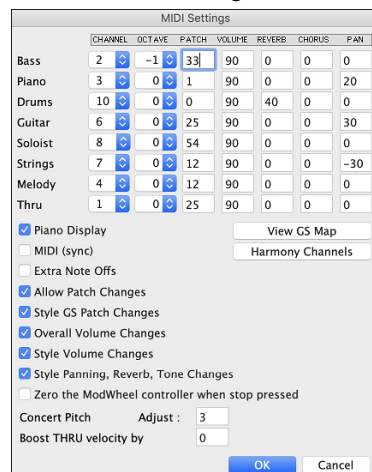 MIDI Settings
CHANNEL OCTAVE PATCH VOLUME REVERB CHORUS PAN
Bass 2 -1 33 90 0 0 0
Piano 3 0 1 90 0 0 20
Drums 10 0 0 90 40 0 0
Guitar 6 0 25 90 0 0 30
Soloist 8 0 54 90 0 0 0
Strings 7 0 12 90 0 0 -30
Melody 4 0 12 90 0 0 0
Thru 1 0 25 90 0 0 0
Piano Display View GS Map
MIDI (sync) Harmony Channels
Extra Note Offs
Allow Patch Changes
Style GS Patch Changes
Overall Volume Changes
Style Volume Changes
Style Panning, Reverb, Tone Changes
Zero the ModWheel controller when stop pressed
Concert Pitch Adjust : 3
Boost THRU velocity by 0
OK Cancel